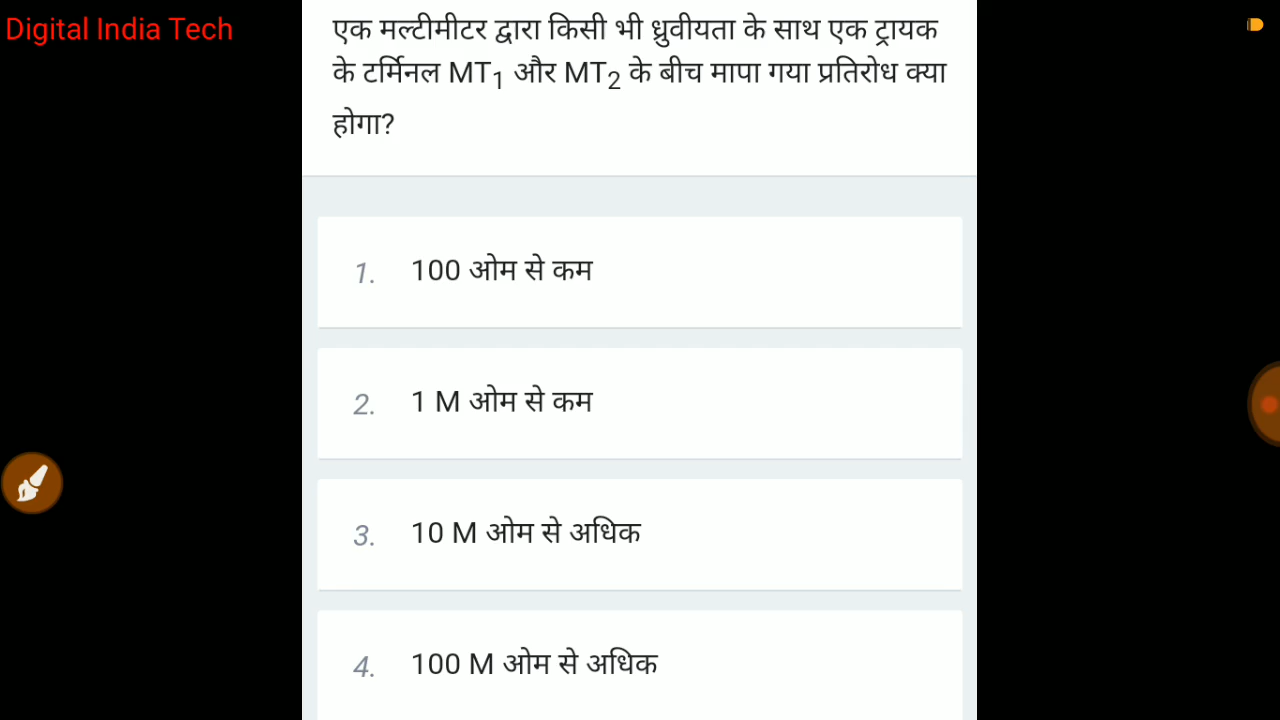 Digital India Tech
एक मल्टीमीटर द्वारा किसी भी ध्रुवीयता के साथ एक ट्रायक
के टर्मिनल MT1 और MT2 के बीच मापा गया प्रतिरोध क्या
होगा?
1. 100 ओम से कम
2. 1 M ओम से कम
3. 10 M ओम से अधिक
4. 100 M ओम से अधिक